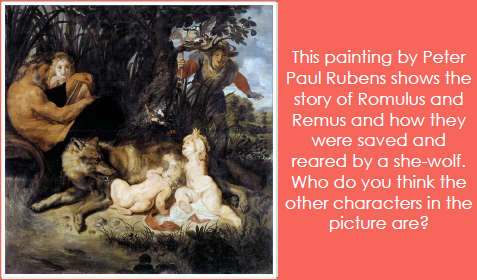 This painting by Peter
Paul Rubens shows the
story of Romulus and
Remus and how they
were saved and
reared by a she-wolf.
Who do you think the
other characters in the
picture are?